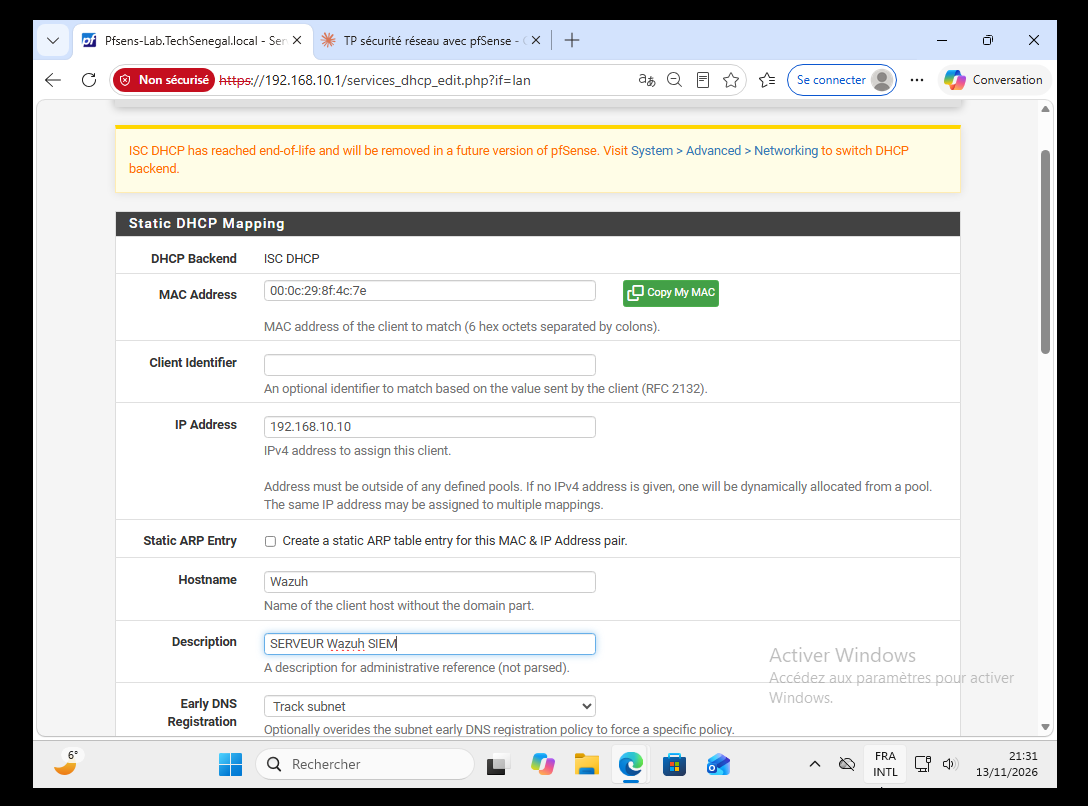 Pfsens-Lab.TechSenegal.local - Ser
TP sécurité réseau avec pfSense -
Non sécurisé https://192.168.10.1/services_dhcp_edit.php?if=lan
Se connecter
Conversation
ISC DHCP has reached end-of-life and will be removed in a future version of pfSense. Visit System > Advanced > Networking to switch DHCP
backend.
Static DHCP Mapping
DHCP Backend ISC DHCP
MAC Address 00:0c:29:8f:4c:7e Copy My MAC
MAC address of the client to match (6 hex octets separated by colons).
Client Identifier
An optional identifier to match based on the value sent by the client (RFC 2132).
IP Address 192.168.10.10
IPv4 address to assign this client.
Address must be outside of any defined pools. If no IPv4 address is given, one will be dynamically allocated from a pool.
The same IP address may be assigned to multiple mappings.
Static ARP Entry Create a static ARP table entry for this MAC & IP Address pair.
Hostname Wazuh
Name of the client host without the domain part.
Description SERVEUR Wazuh SIEM
A description for administrative reference (not parsed).
Early DNS
Registration
Track subnet
Optionally overides the subnet early DNS registration policy to force a specific policy.
Activer Windows
Accédez aux paramètres pour activer
Windows.
6°
Rechercher
FRA
INTL
21:31
13/11/2026